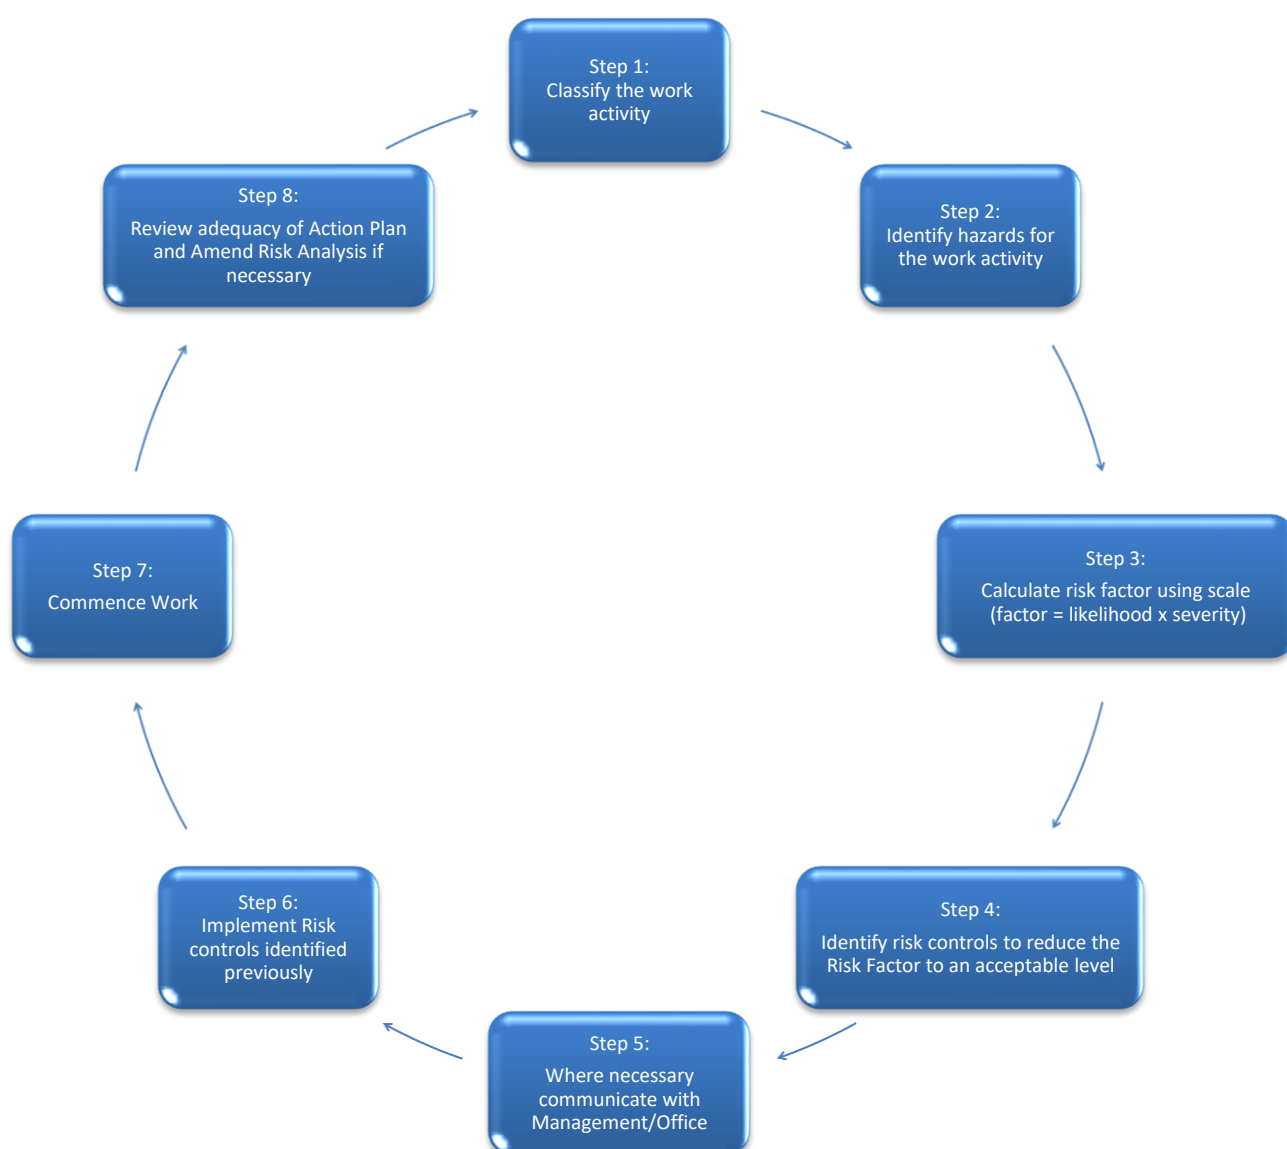 Step 1:
Classify the work
activity
Step 2:
Identify hazards for
the work activity
Step 3:
Calculate risk factor using scale
(factor = likelihood x severity)
Step 4:
Identify risk controls to reduce the
Risk Factor to an acceptable level
Step 5:
Where necessary
communicate with
Management/Office
Step 6:
Implement Risk
controls identified
previously
Step 7:
Commence Work
Step 8:
Review adequacy of Action Plan
and Amend Risk Analysis if
necessary